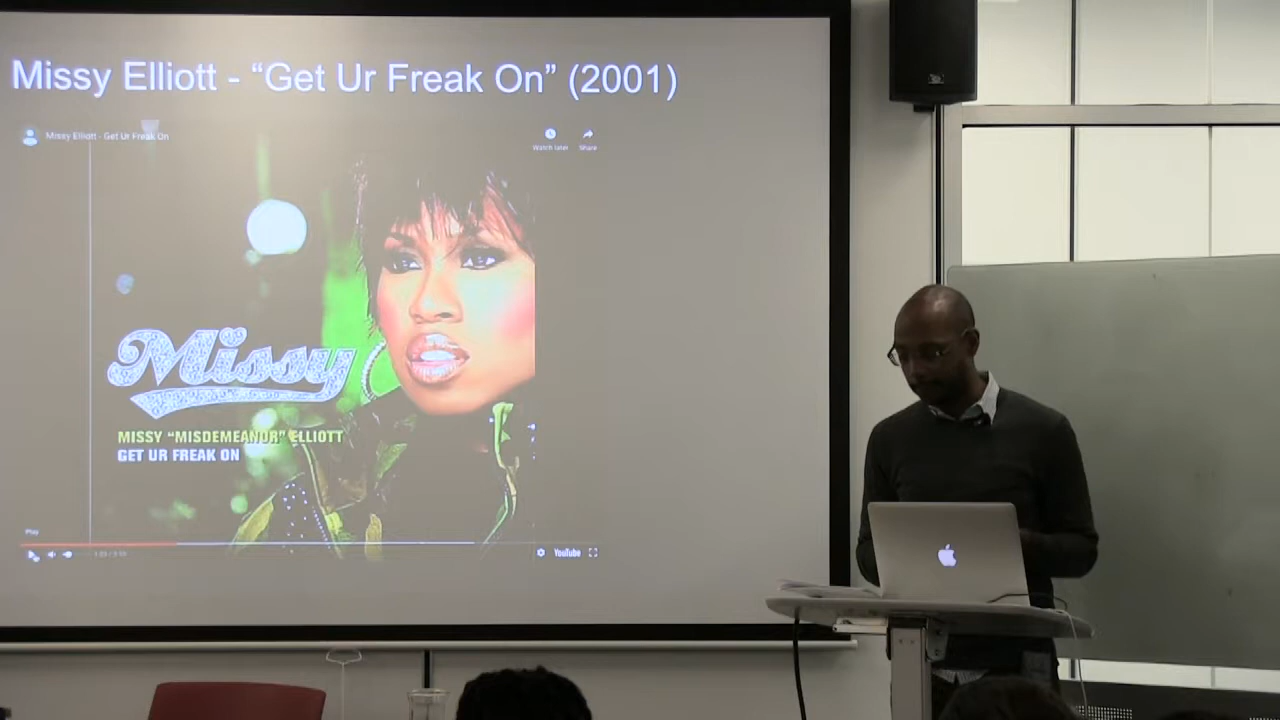 Missy Elliott - “Get Ur Freak On” (2001)
Missy Elliott - Get Ur Freak On
Watch later
Share
Missy
MISSY “MISDEMEANOR” ELLIOTT
GET UR FREAK ON
Play
YouTube